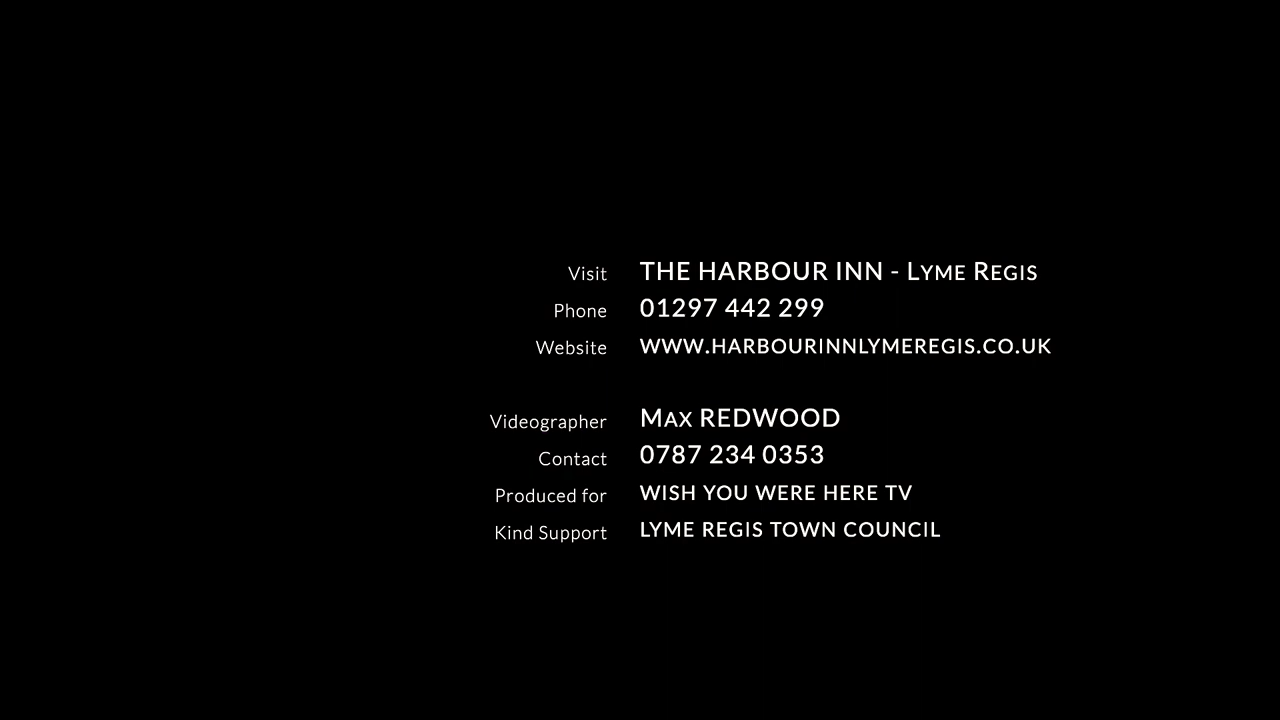 Visit THE HARBOUR INN - Lyme Regis
Phone 01297 442 299
Website WWW.HARBOURINNLYMEREGIS.CO.UK
Videographer Max REDWOOD
Contact 0787 234 0353
Produced for WISH YOU WERE HERE TV
Kind Support LYME REGIS TOWN COUNCIL